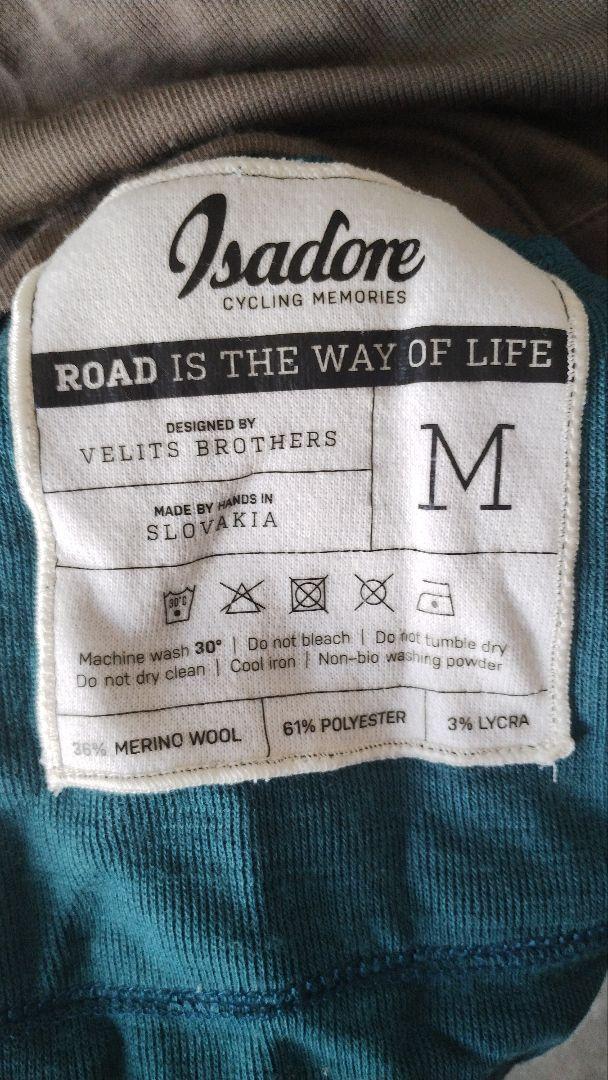 Isadore
CYCLING MEMORIES
ROAD IS THE WAY OF LIFE
DESIGNED BY
VELITS BROTHERS
M
MADE BY HANDS IN
SLOVAKIA
30°C
Machine wash 30° | Do not bleach | Do not tumble dry
Do not dry clean | Cool iron | Non-bio washing powder
36% MERINO WOOL
61% POLYESTER
3% LYCRA